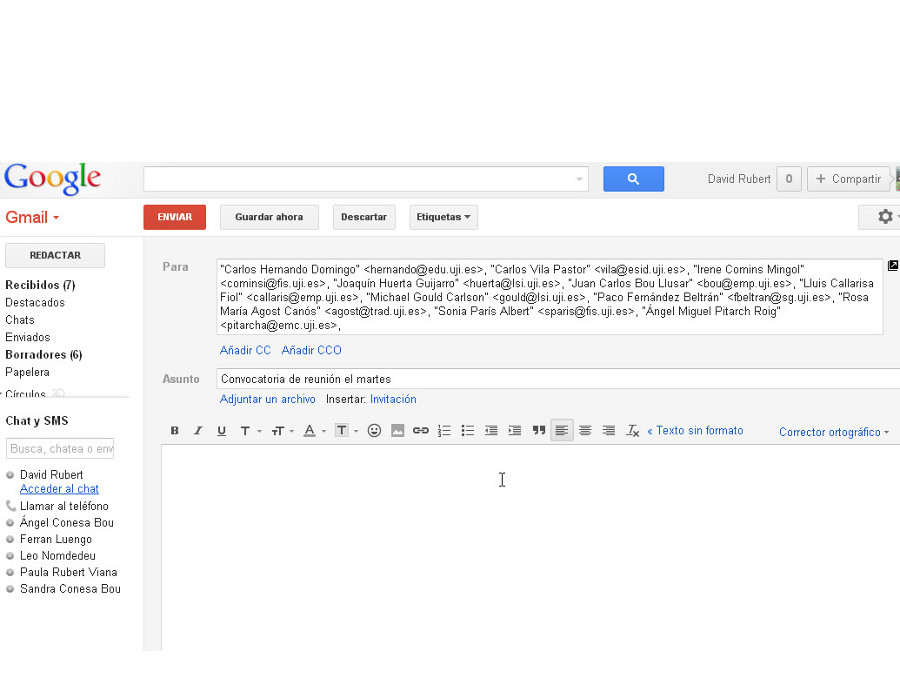 Google
David Rubert 0 + Compartir
Gmail
ENVIAR Guardar ahora Descartar Etiquetas
REDACTAR
Recibidos (7)
Destacados
Chats
Enviados
Borradores (6)
Papelera
Círculos
Chat y SMS
Busca, chatea o env
David Rubert
Acceder al chat
Llamar al teléfono
Ángel Conesa Bou
Ferran Luengo
Leo Nomdedeu
Paula Rubert Viana
Sandra Conesa Bou
Para
"Carlos Hernando Domingo" <hernando@edu.uji.es>, "Carlos Vila Pastor" <vila@esid.uji.es>, "Irene Comins Mingol"
<cominsi@fis.uji.es>, "Joaquín Huerta Guijarro" <huerta@lsi.uji.es>, "Juan Carlos Bou Llusar" <bou@emp.uji.es>, "Lluis Callarisa
Fiol" <callaris@emp.uji.es>, "Michael Gould Carlson" <gould@lsi.uji.es>, "Paco Fernández Beltrán" <fbeltran@sg.uji.es>, "Rosa
María Agost Canós" <agost@trad.uji.es>, "Sonia París Albert" <sparis@fis.uji.es>, "Ángel Miguel Pitarch Roig"
<pitarcha@emc.uji.es>,
Añadir CC Añadir CCO
Asunto Convocatoria de reunión el martes
Adjuntar un archivo Insertar: Invitación
B I U T T A T « Texto sin formato Corrector ortográfico